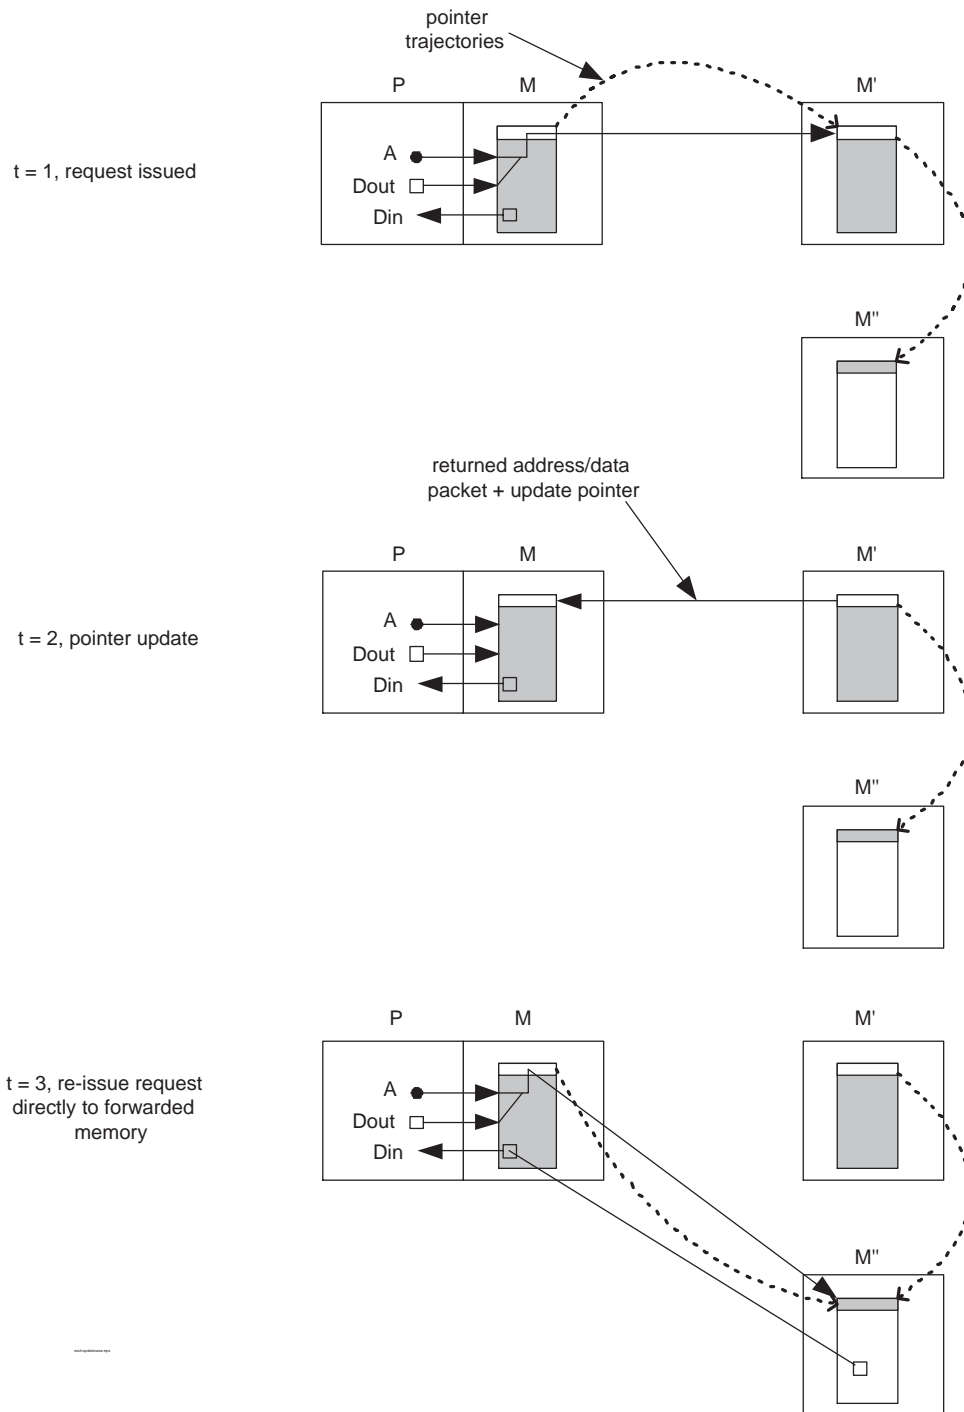 pointer
trajectories
P
M
M'
A
t = 1, request issued
Dout
Din
M"
returned address/data
packet + update pointer
P
M
M'
A
t = 2, pointer update
Dout
Din
M"
P
M
M'
t = 3, re-issue request
directly to forwarded
memory
A
Dout
Din
M"